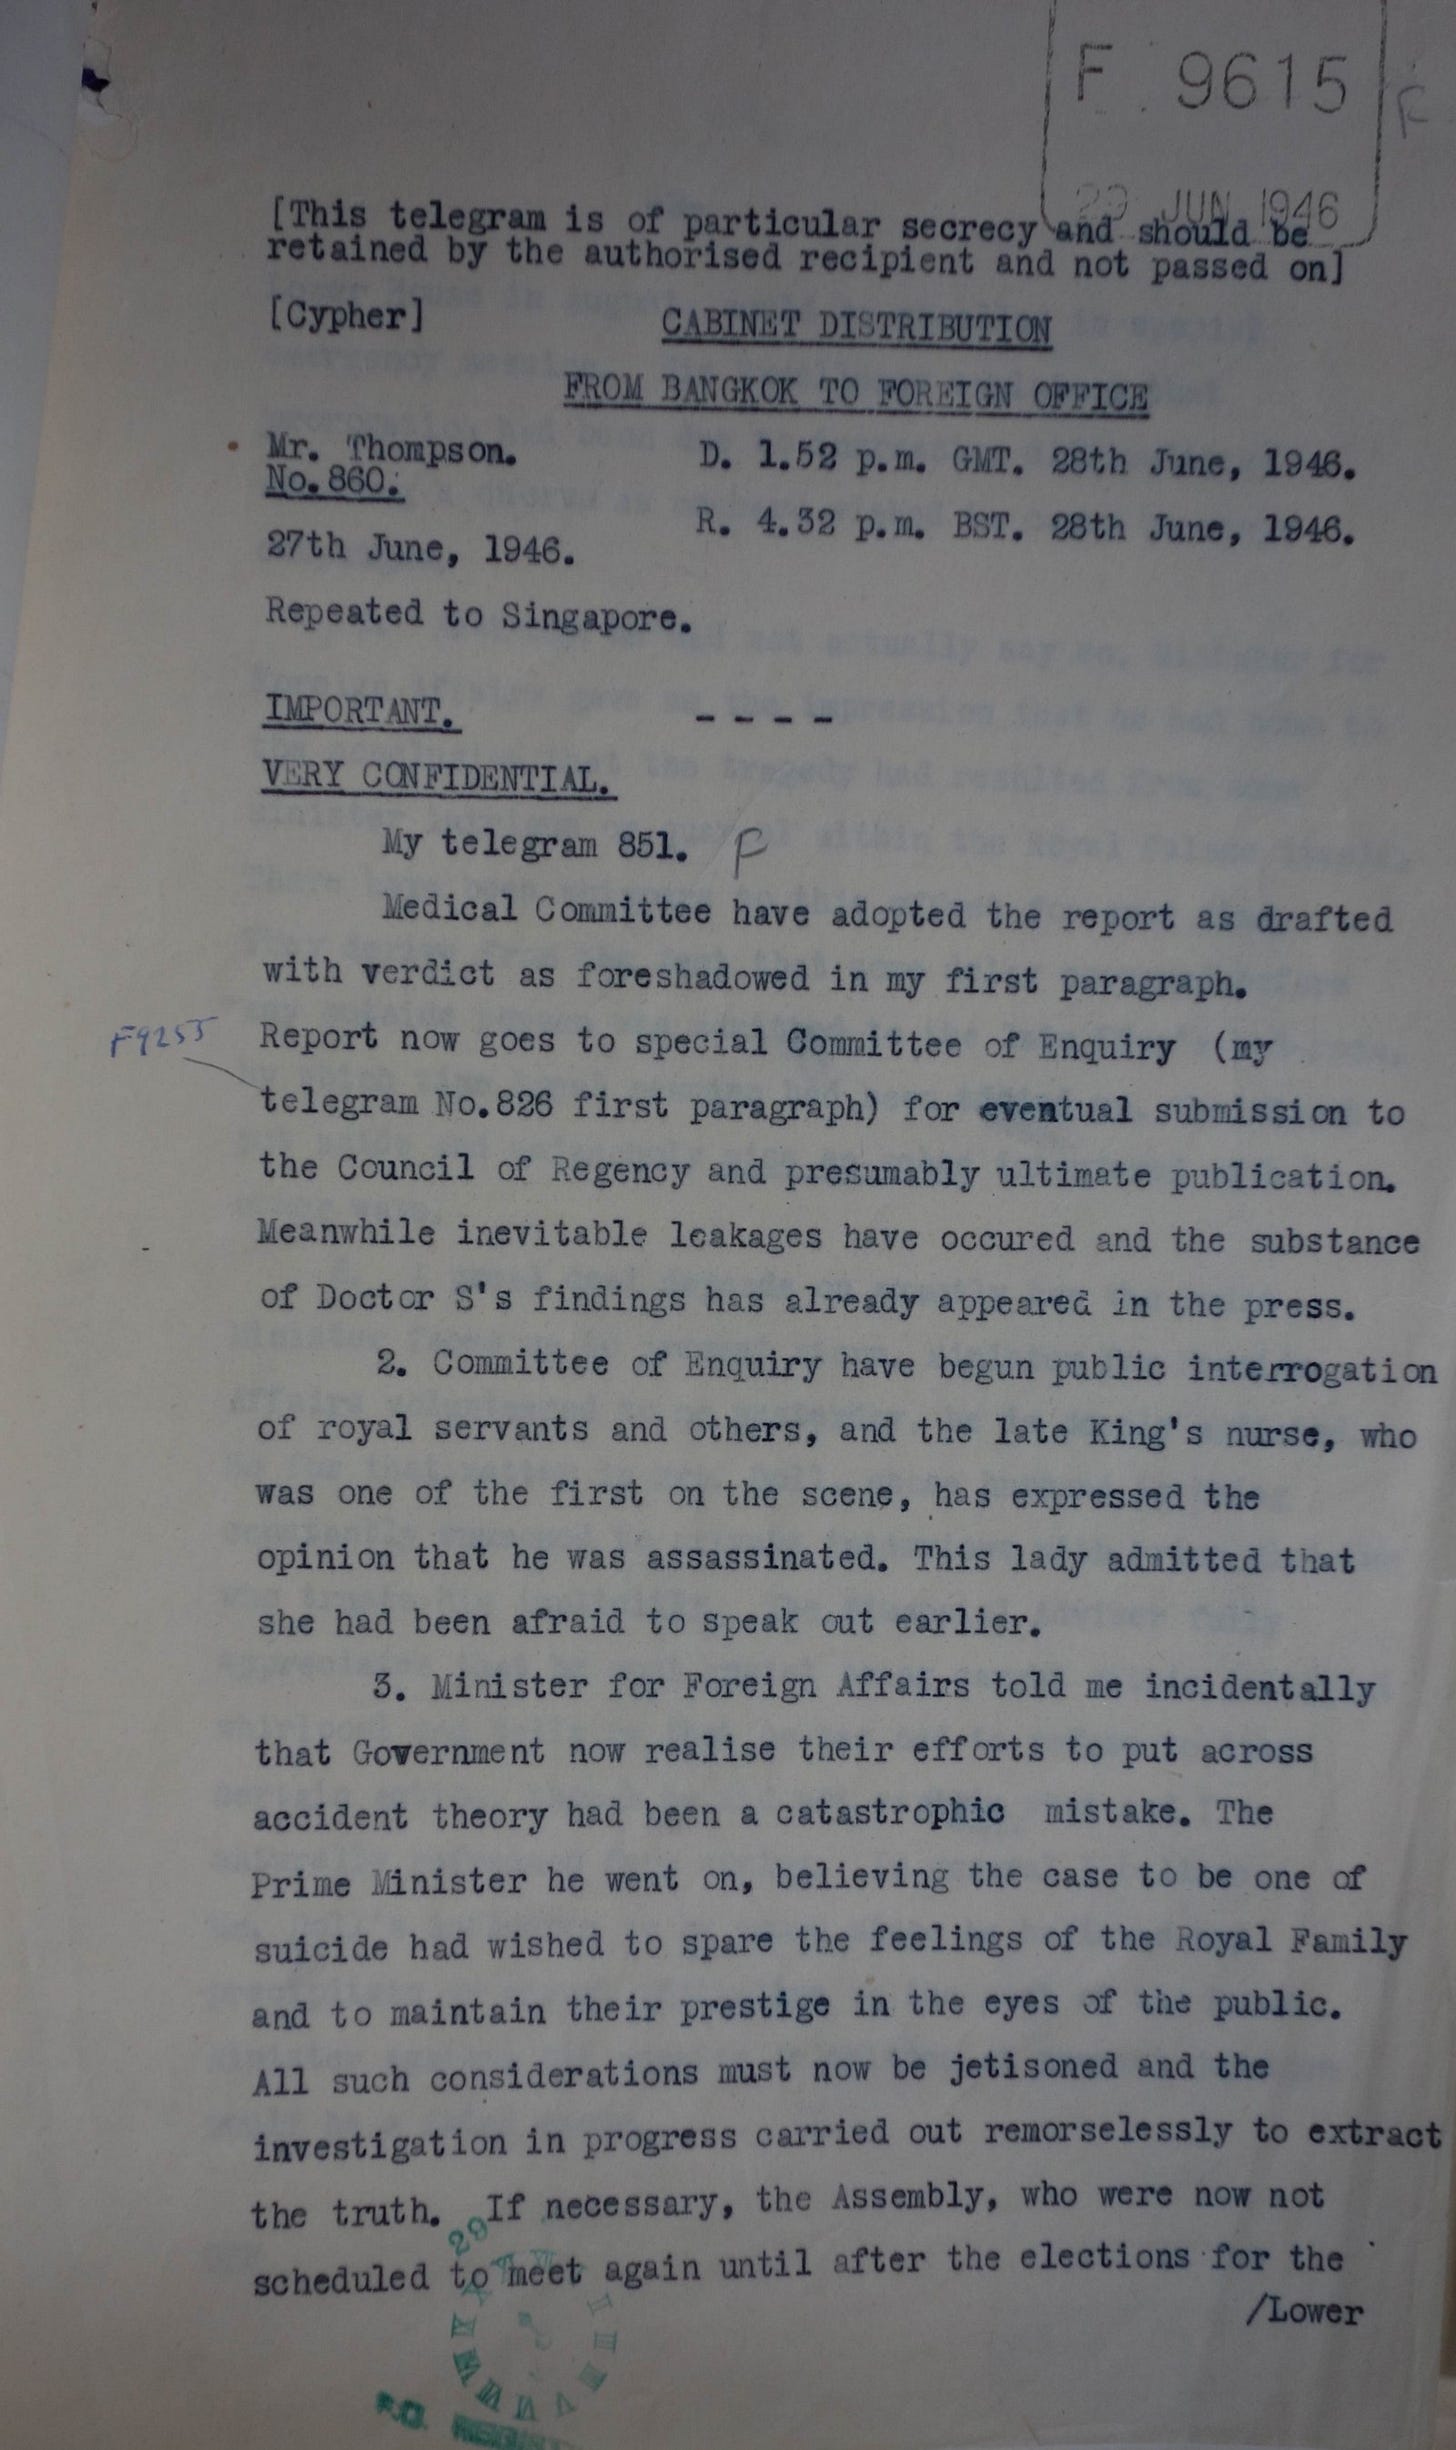 F 9615
F
29 JUN 1946
[This telegram is of particular secrecy and should be
retained by the authorised recipient and not passed on]
[Cypher] CABINET DISTRIBUTION
FROM BANGKOK TO FOREIGN OFFICE
Mr. Thompson. D. 1.52 p.m. GMT. 28th June, 1946.
No.860.
R. 4.32 p.m. BST. 28th June, 1946.
27th June, 1946.
Repeated to Singapore.
IMPORTANT. - - - -
VERY CONFIDENTIAL.
My telegram 851. F
Medical Committee have adopted the report as drafted
with verdict as foreshadowed in my first paragraph.
F9255 Report now goes to special Committee of Enquiry (my
telegram No.826 first paragraph) for eventual submission to
the Council of Regency and presumably ultimate publication.
Meanwhile inevitable leakages have occured and the substance
of Doctor S's findings has already appeared in the press.
2. Committee of Enquiry have begun public interrogation
of royal servants and others, and the late King's nurse, who
was one of the first on the scene, has expressed the
opinion that he was assassinated. This lady admitted that
she had been afraid to speak out earlier.
3. Minister for Foreign Affairs told me incidentally
that Government now realise their efforts to put across
accident theory had been a catastrophic mistake. The
Prime Minister he went on, believing the case to be one of
suicide had wished to spare the feelings of the Royal Family
and to maintain their prestige in the eyes of the public.
All such considerations must now be jetisoned and the
investigation in progress carried out remorselessly to extract
the truth. If necessary, the Assembly, who were now not
scheduled to meet again until after the elections for the
/Lower
29
F.O.